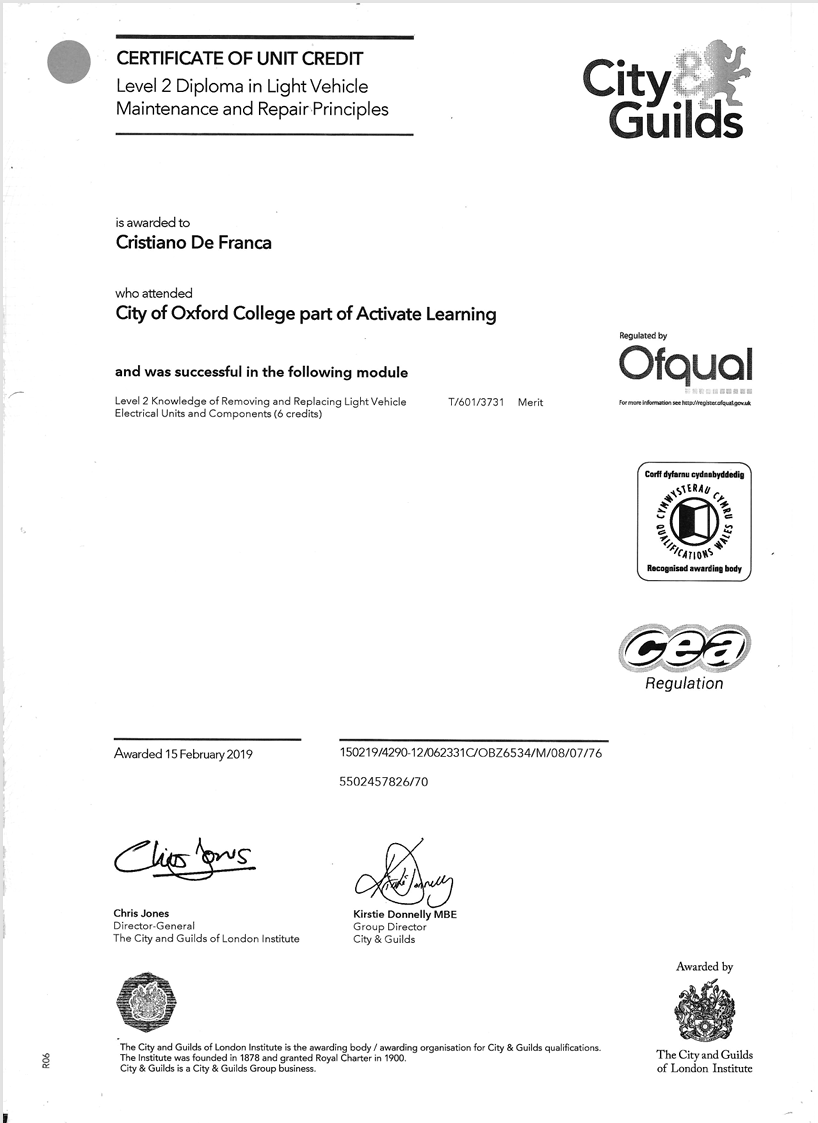 CERTIFICATE OF UNIT CREDIT
Level 2 Diploma in Light Vehicle
Maintenance and Repair Principles
City & Guilds
is awarded to
Cristiano De Franca
who attended
City of Oxford College part of Activate Learning
Regulated by
Ofqual
For more information see http://register.ofqual.gov.uk
and was successful in the following module
Level 2 Knowledge of Removing and Replacing Light Vehicle T/601/3731 Merit
Electrical Units and Components (6 credits)
Corff dyfarnu cydnabyddedig
CYMWYSTERAU CYMRU
QUALIFICATIONS WALES
Recognised awarding body
cea
Regulation
Awarded 15 February 2019
150219/4290-12/062331C/OBZ6534/M/08/07/76
5502457826/70
Chris Jones
Kirstie Donnelly
Chris Jones
Director-General
The City and Guilds of London Institute
Kirstie Donnelly MBE
Group Director
City & Guilds
Awarded by
The City and Guilds
of London Institute
The City and Guilds of London Institute is the awarding body / awarding organisation for City & Guilds qualifications.
The Institute was founded in 1878 and granted Royal Charter in 1900.
City & Guilds is a City & Guilds Group business.
R06